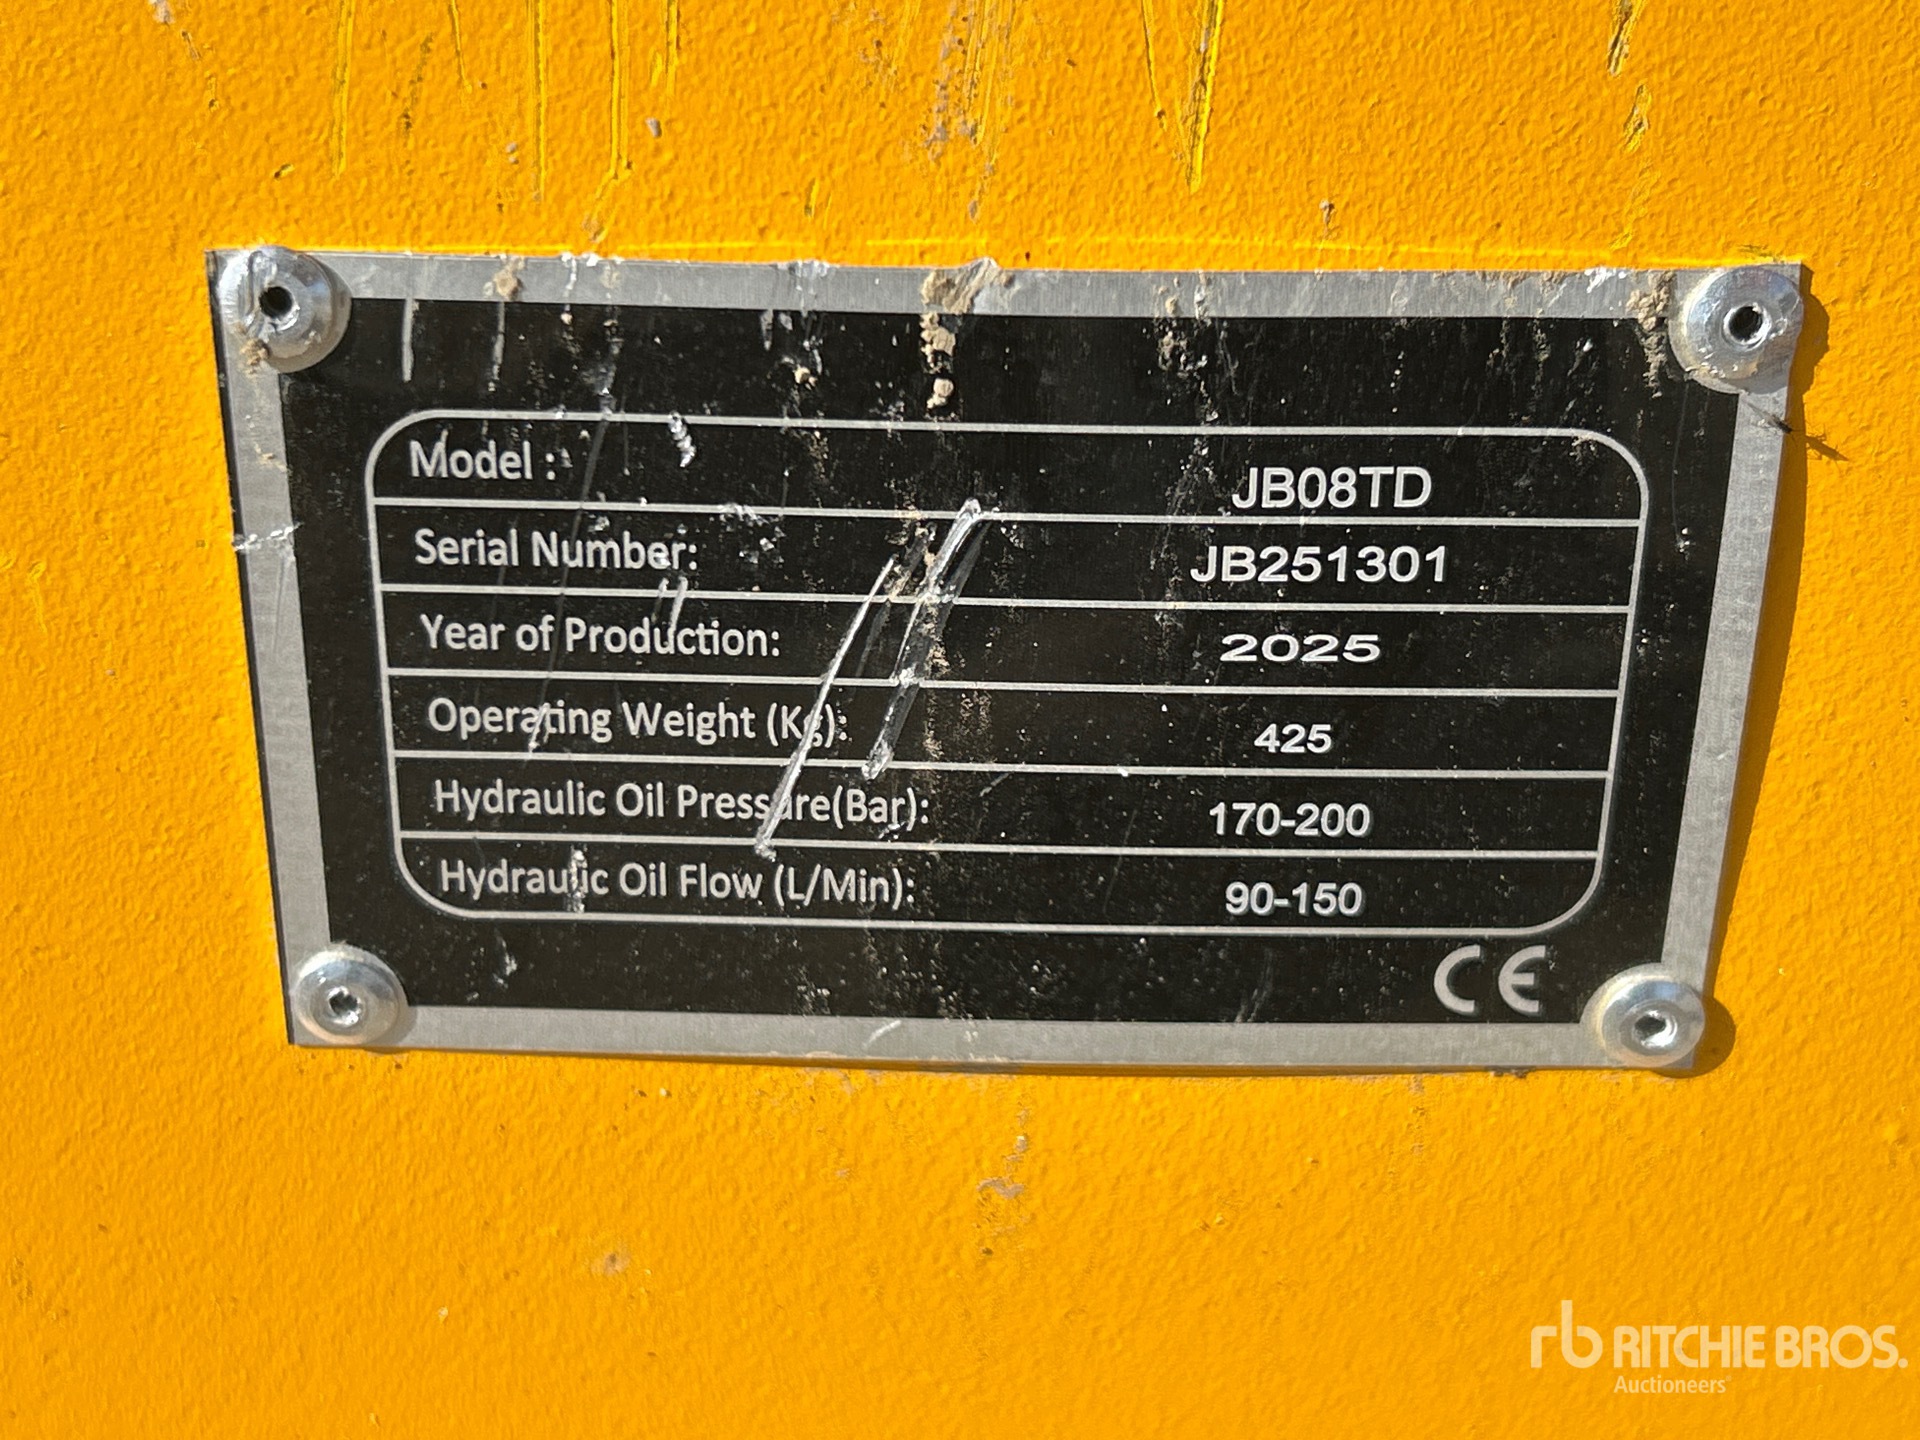 Model : JB08TD
Serial Number: JB251301
Year of Production: 2025
Operating Weight (Kg): 425
Hydraulic Oil Pressure(Bar): 170-200
Hydraulic Oil Flow (L/Min): 90-150
CE
rb RITCHIE BROS.
Auctioneers